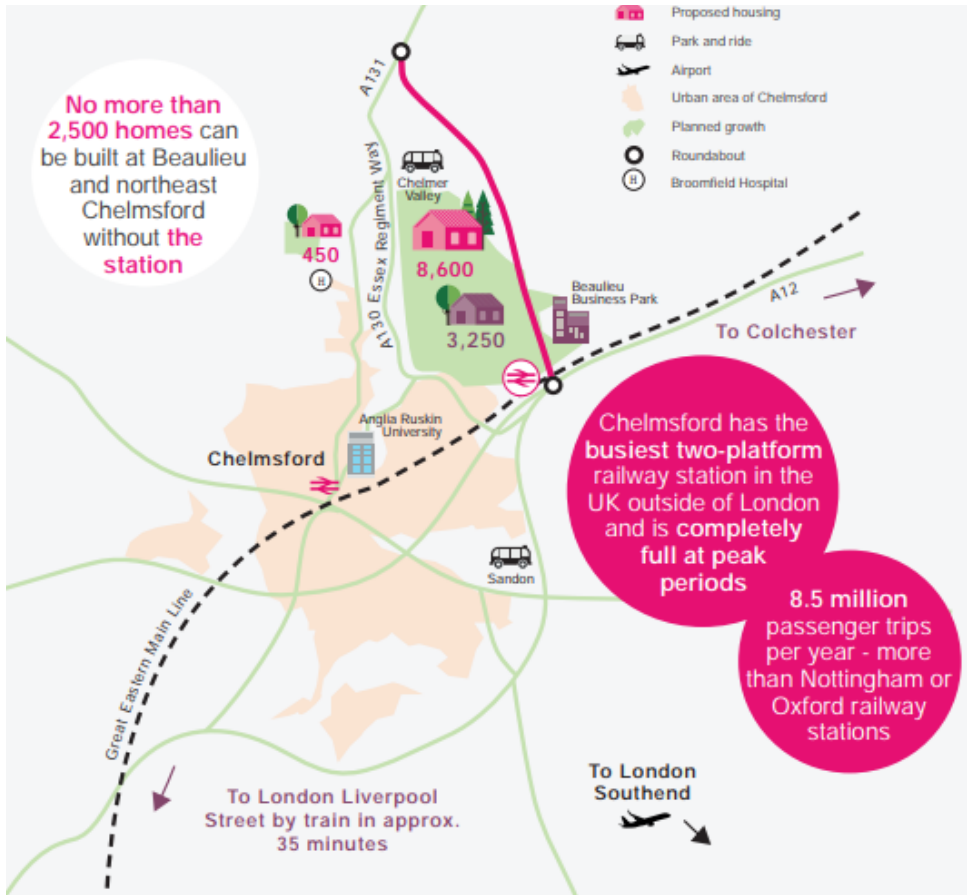 Proposed housing
Park and ride
Airport
Urban area of Chelmsford
Planned growth
Roundabout
H
Broomfield Hospital
No more than
2,500 homes can
be built at Beaulieu
and northeast
Chelmsford
without the
station
A131
A130 Essex Regiment Way
Chelmer
Valley
450
H
8,600
3,250
Beaulieu
Business Park
A12
To Colchester
Anglia Ruskin
University
Chelmsford
Chelmsford has the
busiest two-platform
railway station in the
UK outside of London
and is completely
full at peak
periods
Sandon
8.5 million
passenger trips
per year - more
than Nottingham or
Oxford railway
stations
Great Eastern Main Line
To London Liverpool
Street by train in approx.
35 minutes
To London
Southend